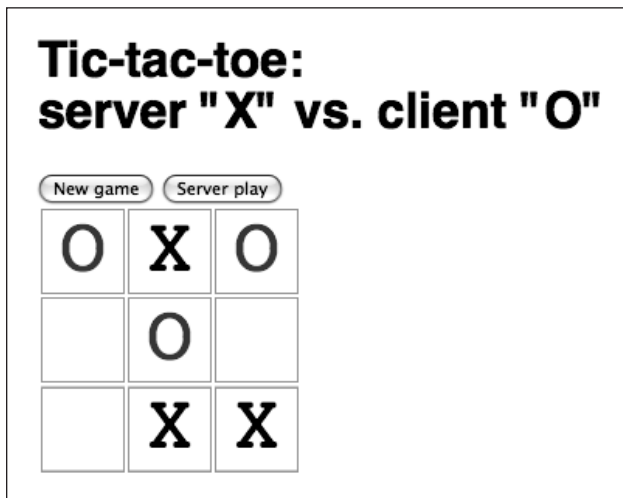 Tic-tac-toe:
server "X" vs. client "O"
New game Server play
O X O
O
X X